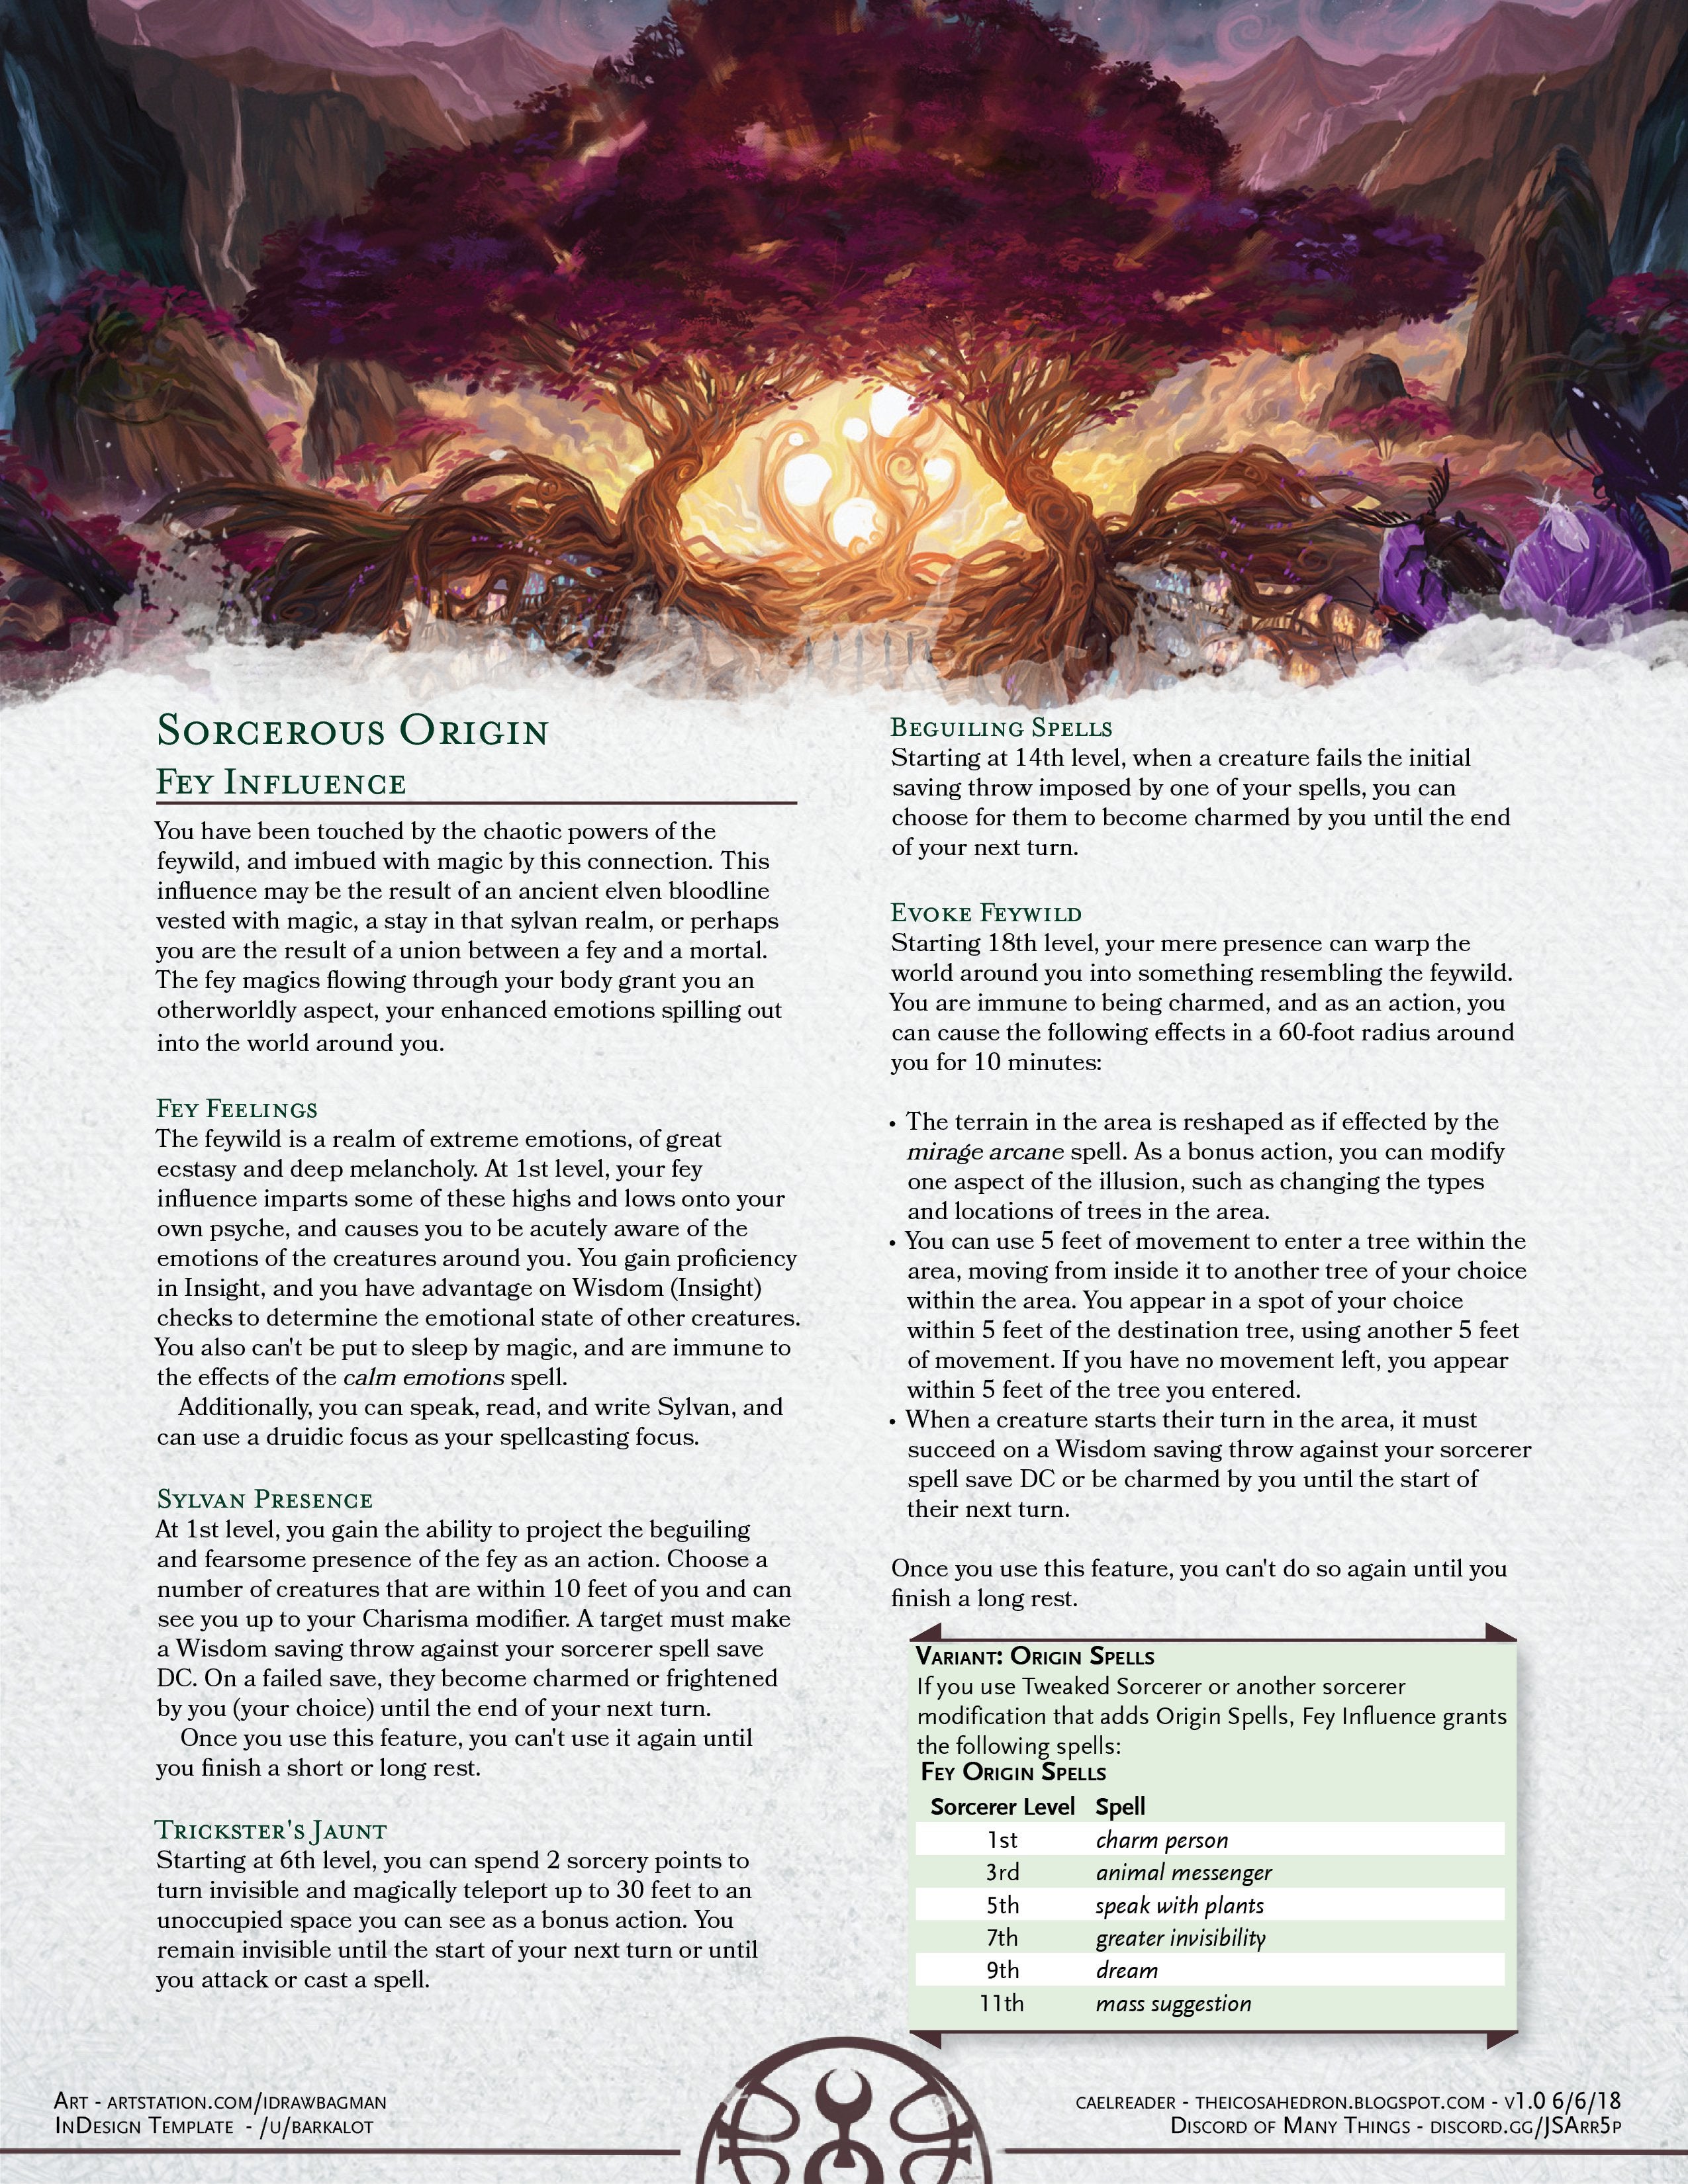 Sorcerous Origin
Fey Influence
You have been touched by the chaotic powers of the
feywild, and imbued with magic by this connection. This
influence may be the result of an ancient elven bloodline
vested with magic, a stay in that sylvan realm, or perhaps
you are the result of a union between a fey and a mortal.
The fey magics flowing through your body grant you an
otherworldly aspect, your enhanced emotions spilling out
into the world around you.
Fey Feelings
The feywild is a realm of extreme emotions, of great
ecstasy and deep melancholy. At 1st level, your fey
influence imparts some of these highs and lows onto your
own psyche, and causes you to be acutely aware of the
emotions of the creatures around you. You gain proficiency
in Insight, and you have advantage on Wisdom (Insight)
checks to determine the emotional state of other creatures.
You also can't be put to sleep by magic, and are immune to
the effects of the calm emotions spell.
Additionally, you can speak, read, and write Sylvan, and
can use a druidic focus as your spellcasting focus.
Sylvan Presence
At 1st level, you gain the ability to project the beguiling
and fearsome presence of the fey as an action. Choose a
number of creatures that are within 10 feet of you and can
see you up to your Charisma modifier. A target must make
a Wisdom saving throw against your sorcerer spell save
DC. On a failed save, they become charmed or frightened
by you (your choice) until the end of your next turn.
Once you use this feature, you can't use it again until
you finish a short or long rest.
Trickster's Jaunt
Starting at 6th level, you can spend 2 sorcery points to
turn invisible and magically teleport up to 30 feet to an
unoccupied space you can see as a bonus action. You
remain invisible until the start of your next turn or until
you attack or cast a spell.
Beguiling Spells
Starting at 14th level, when a creature fails the initial
saving throw imposed by one of your spells, you can
choose for them to become charmed by you until the end
of your next turn.
Evoke Feywild
Starting 18th level, your mere presence can warp the
world around you into something resembling the feywild.
You are immune to being charmed, and as an action, you
can cause the following effects in a 60-foot radius around
you for 10 minutes:
• The terrain in the area is reshaped as if effected by the
mirage arcane spell. As a bonus action, you can modify
one aspect of the illusion, such as changing the types
and locations of trees in the area.
• You can use 5 feet of movement to enter a tree within the
area, moving from inside it to another tree of your choice
within the area. You appear in a spot of your choice
within 5 feet of the destination tree, using another 5 feet
of movement. If you have no movement left, you appear
within 5 feet of the tree you entered.
• When a creature starts their turn in the area, it must
succeed on a Wisdom saving throw against your sorcerer
spell save DC or be charmed by you until the start of
their next turn.
Once you use this feature, you can't do so again until you
finish a long rest.
Variant: Origin Spells
If you use Tweaked Sorcerer or another sorcerer
modification that adds Origin Spells, Fey Influence grants
the following spells:
Fey Origin Spells
Sorcerer Level Spell
1st charm person
3rd animal messenger
5th speak with plants
7th greater invisibility
9th dream
11th mass suggestion
Art - artstation.com/idrawbagman
InDesign Template - /u/barkalot
caelreader - theicosahedron.blogspot.com - v1.0 6/6/18
Discord of Many Things - discord.gg/JSArr5p